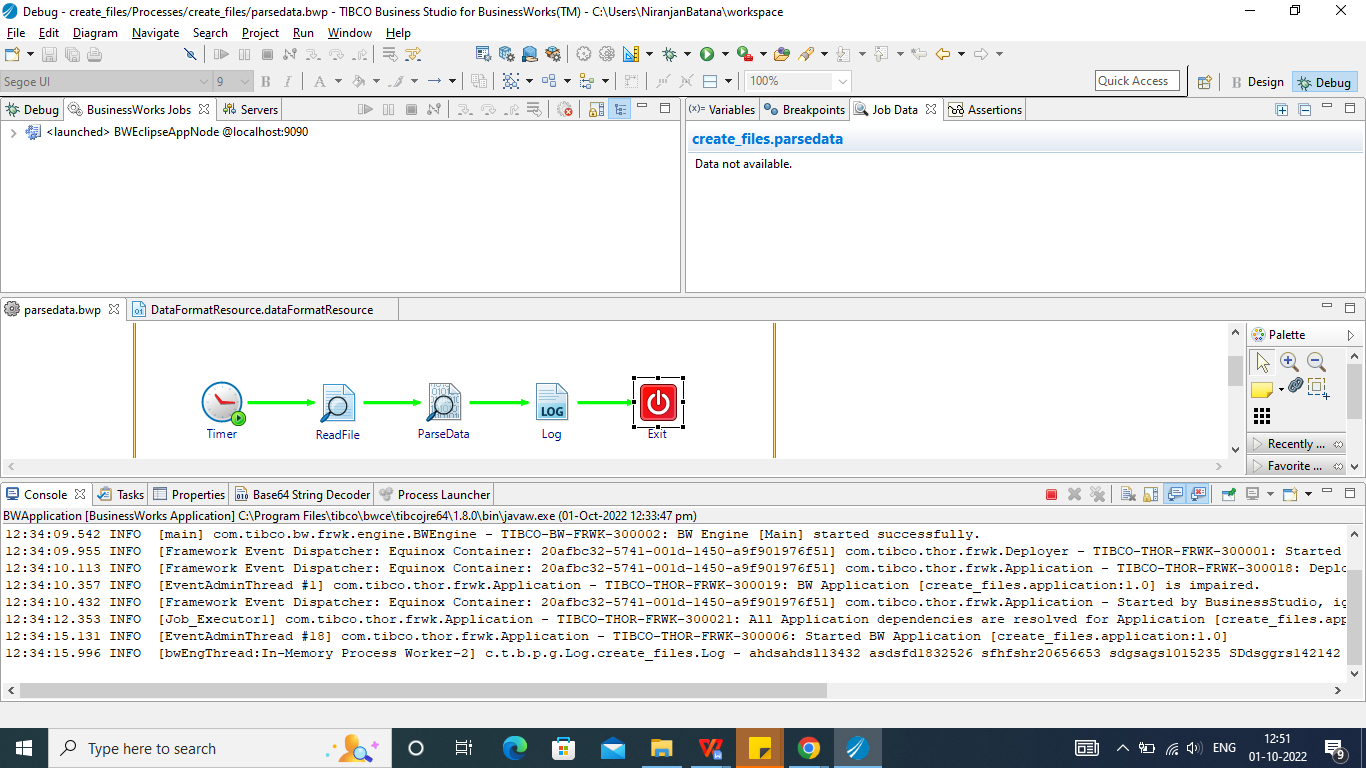 Debug - create_files/Processes/create_files/parsedata.bwp - TIBCO Business Studio for BusinessWorks(TM) - C:\Users\NiranjanBatana\workspace
File Edit Diagram Navigate Search Project Run Window Help
Quick Access Design Debug
Segoe UI 9 B I A 100%
Debug BusinessWorks Jobs Servers
<launched> BWEclipseAppNode @localhost:9090
(x)= Variables Breakpoints Job Data Assertions
create_files.parsedata
Data not available.
parsedata.bwp DataFormatResource.dataFormatResource
Timer ReadFile ParseData LOG Log Exit
Palette
Recently ...
Favorite ...
Console Tasks Properties Base64 String Decoder Process Launcher
BWApplication [BusinessWorks Application] C:\Program Files\tibco\bwce\tibcojre64\1.8.0\bin\javaw.exe (01-Oct-2022 12:33:47 pm)
12:34:09.542 INFO [main] com.tibco.bw.frwk.engine.BWEngine - TIBCO-BW-FRWK-300002: BW Engine [Main] started successfully.
12:34:09.955 INFO [Framework Event Dispatcher: Equinox Container: 20afbc32-5741-001d-1450-a9f901976f51] com.tibco.thor.frwk.Deployer - TIBCO-THOR-FRWK-300001: Started
12:34:10.113 INFO [Framework Event Dispatcher: Equinox Container: 20afbc32-5741-001d-1450-a9f901976f51] com.tibco.thor.frwk.Application - TIBCO-THOR-FRWK-300018: Deplo
12:34:10.357 INFO [EventAdminThread #1] com.tibco.thor.frwk.Application - TIBCO-THOR-FRWK-300019: BW Application [create_files.application:1.0] is impaired.
12:34:10.432 INFO [Framework Event Dispatcher: Equinox Container: 20afbc32-5741-001d-1450-a9f901976f51] com.tibco.thor.frwk.Application - Started by BusinessStudio, ig
12:34:12.353 INFO [Job_Executor1] com.tibco.thor.frwk.Application - TIBCO-THOR-FRWK-300021: All Application dependencies are resolved for Application [create_files.app
12:34:15.131 INFO [EventAdminThread #18] com.tibco.thor.frwk.Application - TIBCO-THOR-FRWK-300006: Started BW Application [create_files.application:1.0]
12:34:15.996 INFO [bwEngThread:In-Memory Process Worker-2] c.t.b.p.g.Log.create_files.Log - ahdsahdsl13432 asdsfd1832526 sfhfshr20656653 sdgsags1015235 SDdsggrs142142
Type here to search
ENG
12:51
01-10-2022
9